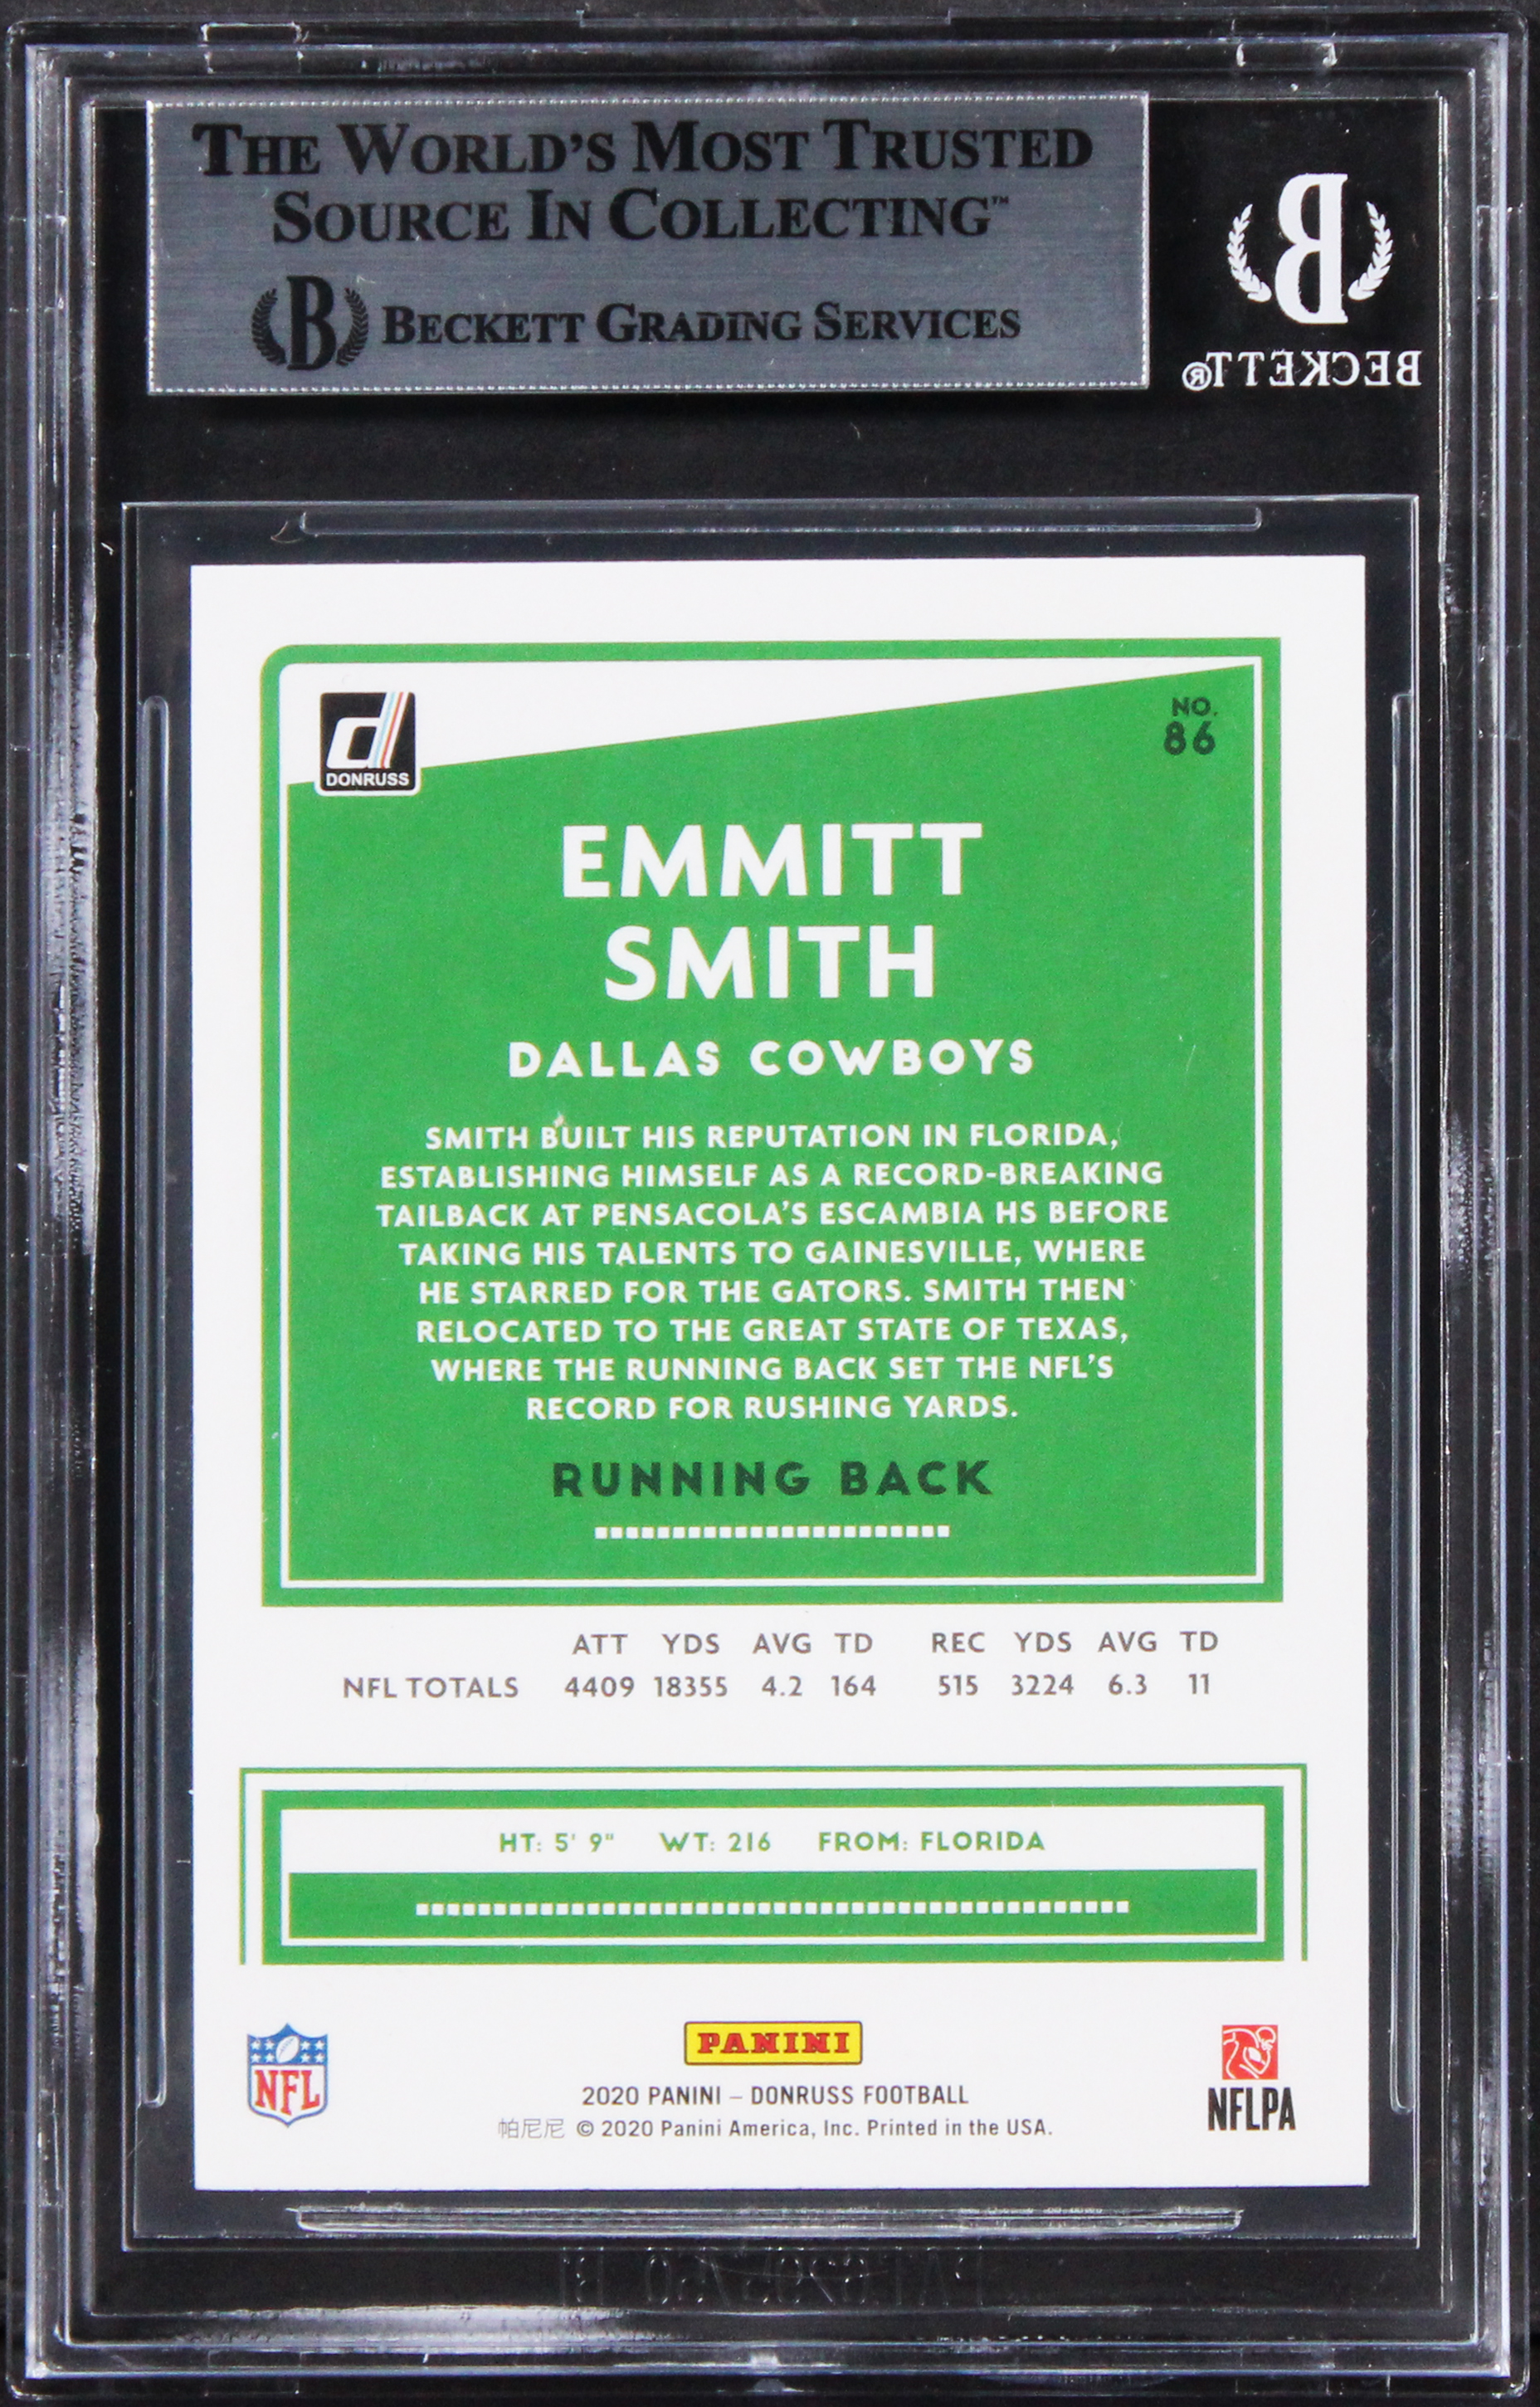 THE WORLD'S MOST TRUSTED
SOURCE IN COLLECTING™
B BECKETT GRADING SERVICES
B
BECKETT®
d
DONRUSS
NO.
86
EMMITT
SMITH
DALLAS COWBOYS
SMITH BUILT HIS REPUTATION IN FLORIDA,
ESTABLISHING HIMSELF AS A RECORD-BREAKING
TAILBACK AT PENSACOLA'S ESCAMBIA HS BEFORE
TAKING HIS TALENTS TO GAINESVILLE, WHERE
HE STARRED FOR THE GATORS. SMITH THEN
RELOCATED TO THE GREAT STATE OF TEXAS,
WHERE THE RUNNING BACK SET THE NFL'S
RECORD FOR RUSHING YARDS.
RUNNING BACK
ATT YDS AVG TD REC YDS AVG TD
NFL TOTALS 4409 18355 4.2 164 515 3224 6.3 11
HT: 5' 9" WT: 216 FROM: FLORIDA
NFL
PANINI
NFLPA
2020 PANINI – DONRUSS FOOTBALL
帕尼尼 © 2020 Panini America, Inc. Printed in the USA.